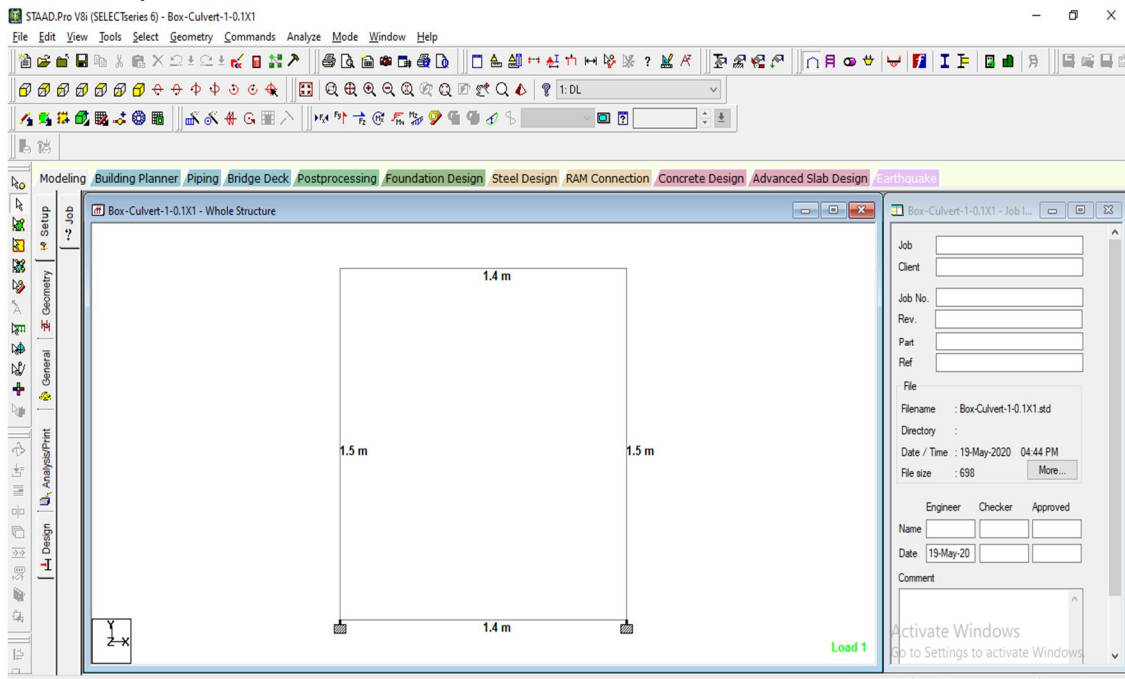 STAAD.Pro V8i (SELECTseries 6) - Box-Culvert-1-0.1X1
File Edit View Tools Select Geometry Commands Analyze Mode Window Help
1: DL
Modeling Building Planner Piping Bridge Deck Postprocessing Foundation Design Steel Design RAM Connection Concrete Design Advanced Slab Design Earthquake
Setup
Geometry
General
Analysis/Print
Design
Job
Box-Culvert-1-0.1X1 - Whole Structure
1.4 m
1.5 m 1.5 m
1.4 m
Y
Z X
Load 1
Box-Culvert-1-0.1X1 - Job I...
Job
Client
Job No.
Rev.
Part
Ref
File
Filename : Box-Culvert-1-0.1X1.std
Directory :
Date / Time : 19-May-2020 04:44 PM
File size : 698 More...
Engineer Checker Approved
Name
Date 19-May-20
Comment
Activate Windows
Go to Settings to activate Windows.